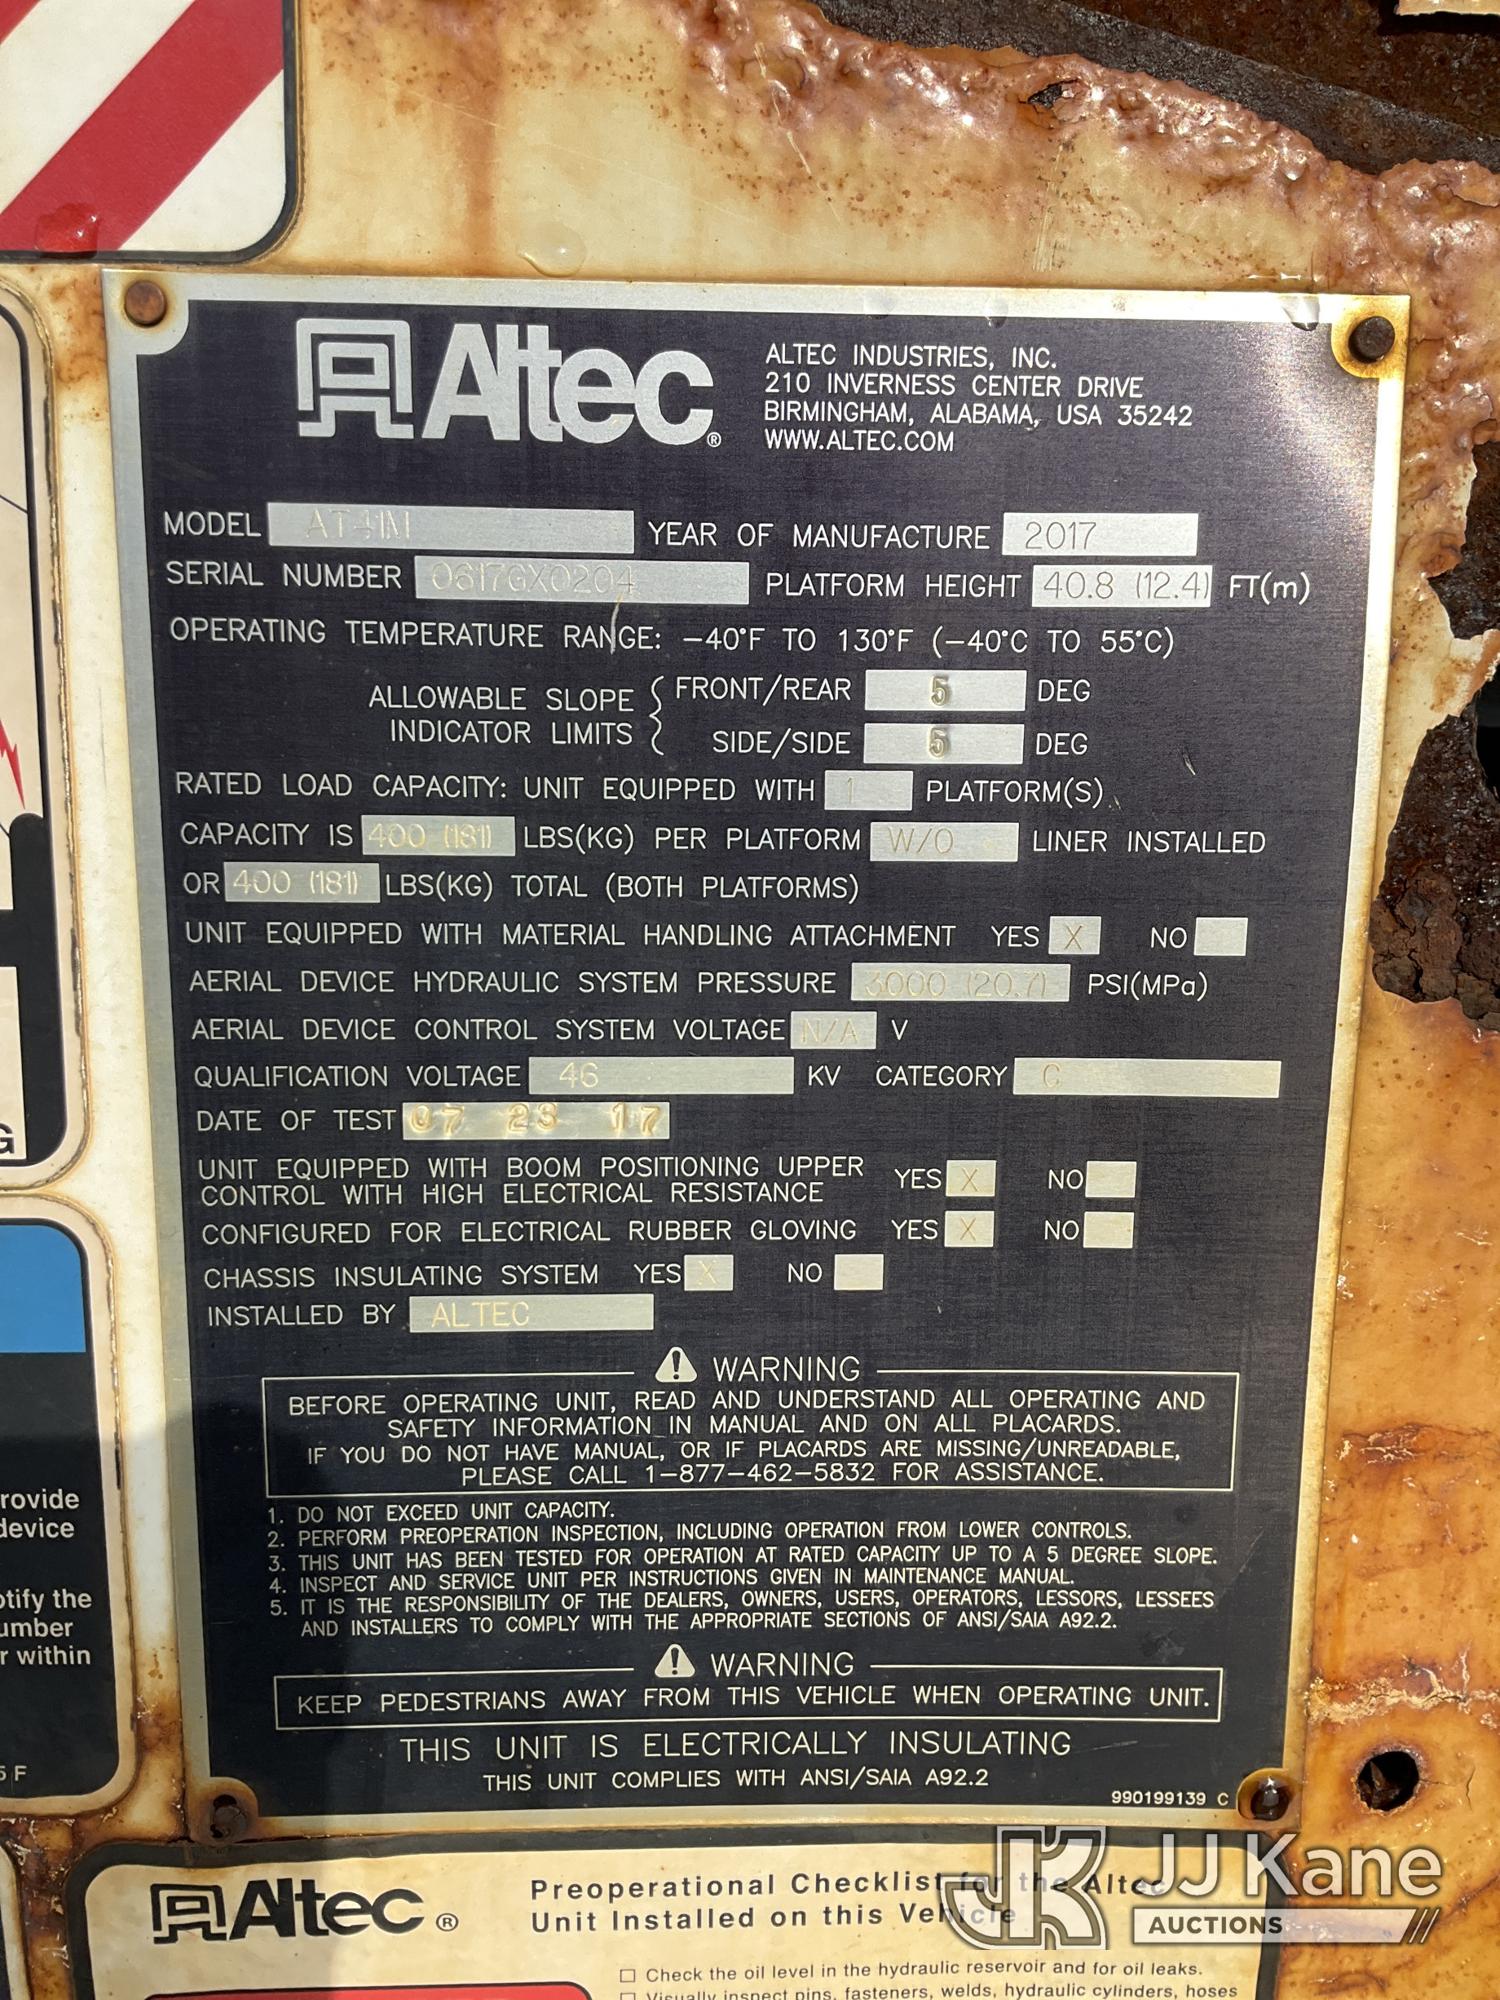 Altec®
ALTEC INDUSTRIES, INC.
210 INVERNESS CENTER DRIVE
BIRMINGHAM, ALABAMA, USA 35242
WWW.ALTEC.COM
MODEL AT41M YEAR OF MANUFACTURE 2017
SERIAL NUMBER 0617GX0204 PLATFORM HEIGHT 40.8 (12.4) FT(m)
OPERATING TEMPERATURE RANGE: -40°F TO 130°F (-40°C TO 55°C)
ALLOWABLE SLOPE INDICATOR LIMITS { FRONT/REAR 5 DEG
SIDE/SIDE 5 DEG
RATED LOAD CAPACITY: UNIT EQUIPPED WITH 1 PLATFORM(S)
CAPACITY IS 400 (181) LBS(KG) PER PLATFORM W/O LINER INSTALLED
OR 400 (181) LBS(KG) TOTAL (BOTH PLATFORMS)
UNIT EQUIPPED WITH MATERIAL HANDLING ATTACHMENT YES X NO
AERIAL DEVICE HYDRAULIC SYSTEM PRESSURE 3000 (20.7) PSI(MPa)
AERIAL DEVICE CONTROL SYSTEM VOLTAGE N/A V
QUALIFICATION VOLTAGE 46 KV CATEGORY C
DATE OF TEST 07 23 17
UNIT EQUIPPED WITH BOOM POSITIONING UPPER
CONTROL WITH HIGH ELECTRICAL RESISTANCE YES X NO
CONFIGURED FOR ELECTRICAL RUBBER GLOVING YES X NO
CHASSIS INSULATING SYSTEM YES X NO
INSTALLED BY ALTEC
WARNING
BEFORE OPERATING UNIT, READ AND UNDERSTAND ALL OPERATING AND
SAFETY INFORMATION IN MANUAL AND ON ALL PLACARDS.
IF YOU DO NOT HAVE MANUAL, OR IF PLACARDS ARE MISSING/UNREADABLE,
PLEASE CALL 1-877-462-5832 FOR ASSISTANCE.
1. DO NOT EXCEED UNIT CAPACITY.
2. PERFORM PREOPERATION INSPECTION, INCLUDING OPERATION FROM LOWER CONTROLS.
3. THIS UNIT HAS BEEN TESTED FOR OPERATION AT RATED CAPACITY UP TO A 5 DEGREE SLOPE.
4. INSPECT AND SERVICE UNIT PER INSTRUCTIONS GIVEN IN MAINTENANCE MANUAL.
5. IT IS THE RESPONSIBILITY OF THE DEALERS, OWNERS, USERS, OPERATORS, LESSORS, LESSEES
AND INSTALLERS TO COMPLY WITH THE APPROPRIATE SECTIONS OF ANSI/SAIA A92.2.
WARNING
KEEP PEDESTRIANS AWAY FROM THIS VEHICLE WHEN OPERATING UNIT.
THIS UNIT IS ELECTRICALLY INSULATING
THIS UNIT COMPLIES WITH ANSI/SAIA A92.2
990199139 C
G
rovide
device
otify the
umber
r within
5 F
Altec®
Preoperational Checklist for the Altec
Unit Installed on this Vehicle
☐ Check the oil level in the hydraulic reservoir and for oil leaks.
☐ Visually inspect pins, fasteners, welds, hydraulic cylinders, hoses
JK JJ Kane
AUCTIONS